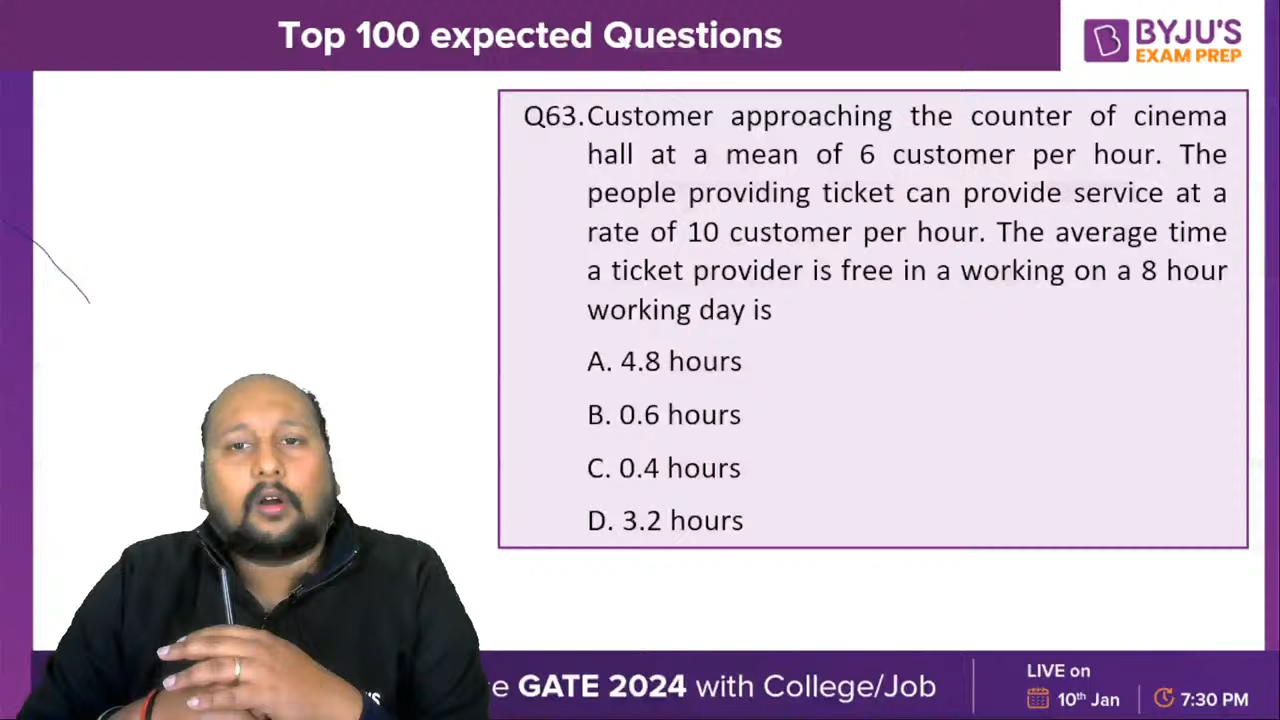 Top 100 expected Questions
BYJU'S
EXAM PREP
Q63. Customer approaching the counter of cinema
hall at a mean of 6 customer per hour. The
people providing ticket can provide service at a
rate of 10 customer per hour. The average time
a ticket provider is free in a working on a 8 hour
working day is
A. 4.8 hours
B. 0.6 hours
C. 0.4 hours
D. 3.2 hours
GATE 2024 with College/Job
LIVE on
10th Jan
7:30 PM